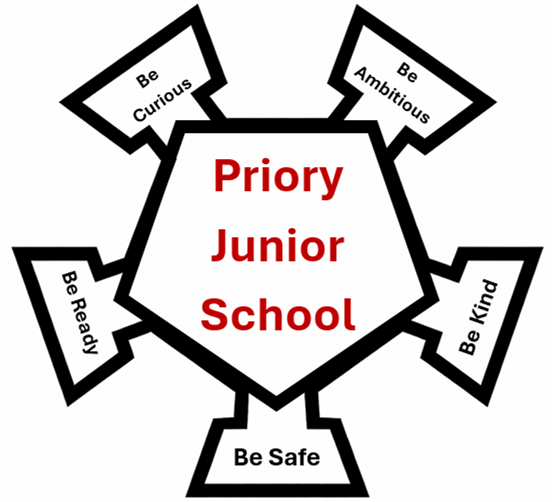 Be
Curious
Be
Ambitious
Priory
Junior
School
Be Ready
Be Kind
Be Safe